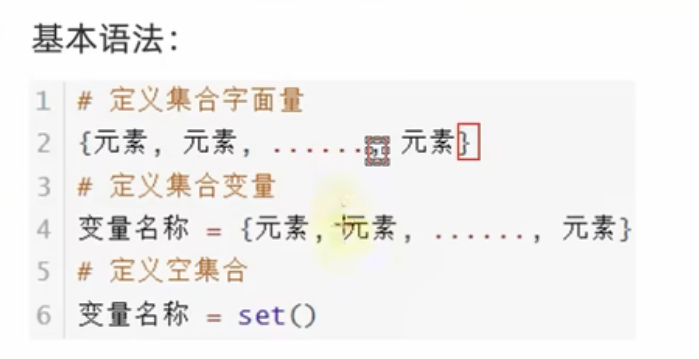 基本语法：
1 # 定义集合字面量
2 {元素, 元素, ......, 元素}
3 # 定义集合变量
4 变量名称 = {元素, 元素, ......, 元素}
5 # 定义空集合
6 变量名称 = set()